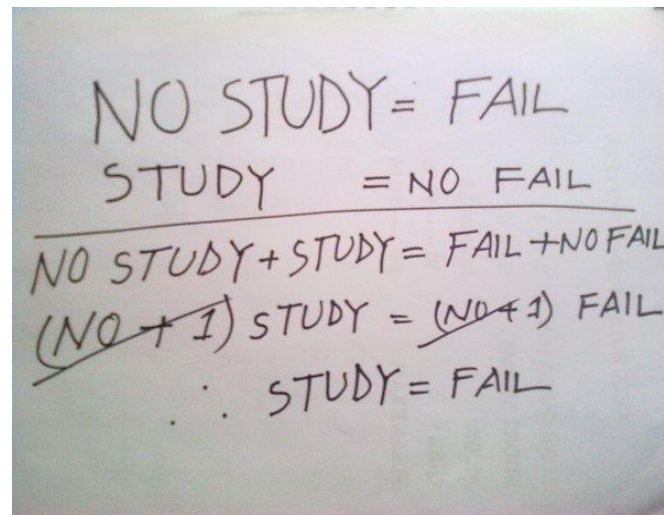 NO STUDY = FAIL
STUDY = NO FAIL
NO STUDY + STUDY = FAIL + NO FAIL
(NO + 1) STUDY = (NO + 1) FAIL
∴ STUDY = FAIL